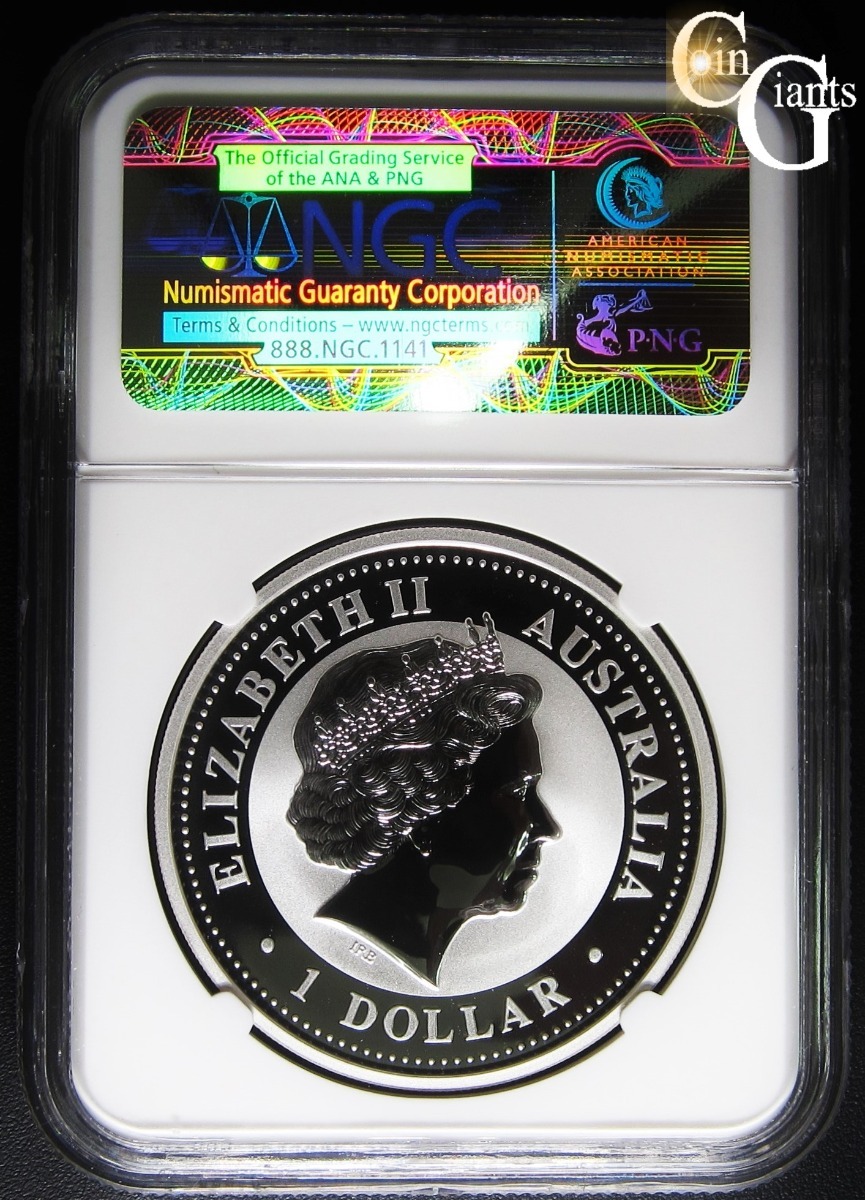 Coin
Giants
The Official Grading Service
of the ANA & PNG
NGC
Numismatic Guaranty Corporation
Terms & Conditions – www.ngcterms.com
888.NGC.1141
AMERICAN
NUMISMATIC
ASSOCIATION
P·N·G
ELIZABETH II
AUSTRALIA
1 DOLLAR
IRB